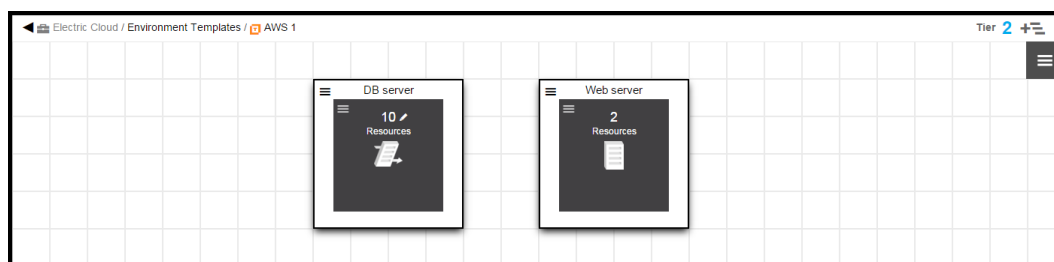 Electric Cloud / Environment Templates / AWS 1
Tier 2
DB server
10
Resources
Web server
2
Resources